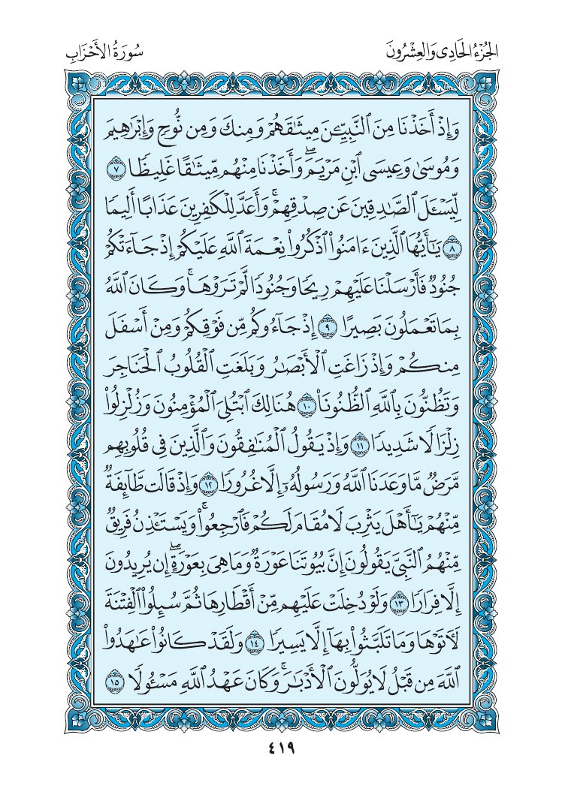 الجُزْءُ الحَادِى وَالعِشْرُونَ
سُورَةُ الأَحْزَابِ
وَإِذْ أَخَذْنَا مِنَ ٱلنَّبِيِّـۧنَ مِيثَٰقَهُمْ وَمِنكَ وَمِن نُّوحٍ وَإِبْرَٰهِيمَ
وَمُوسَىٰ وَعِيسَى ٱبْنِ مَرْيَمَۖ وَأَخَذْنَا مِنْهُم مِّيثَٰقًا غَلِيظًا ٧
لِّيَسْـَٔلَ ٱلصَّٰدِقِينَ عَن صِدْقِهِمْۚ وَأَعَدَّ لِلْكَٰفِرِينَ عَذَابًا أَلِيمًا
٨ يَٰٓأَيُّهَا ٱلَّذِينَ ءَامَنُوا۟ ٱذْكُرُوا۟ نِعْمَةَ ٱللَّهِ عَلَيْكُمْ إِذْ جَآءَتْكُمْ
جُنُودٌ فَأَرْسَلْنَا عَلَيْهِمْ رِيحًا وَجُنُودًا لَّمْ تَرَوْهَاۚ وَكَانَ ٱللَّهُ
بِمَا تَعْمَلُونَ بَصِيرًا ٩ إِذْ جَآءُوكُم مِّن فَوْقِكُمْ وَمِنْ أَسْفَلَ
مِنكُمْ وَإِذْ زَاغَتِ ٱلْأَبْصَٰرُ وَبَلَغَتِ ٱلْقُلُوبُ ٱلْحَنَاجِرَ
وَتَظُنُّونَ بِٱللَّهِ ٱلظُّنُونَا۠ ١٠ هُنَالِكَ ٱبْتُلِىَ ٱلْمُؤْمِنُونَ وَزُلْزِلُوا۟
زِلْزَالًا شَدِيدًا ١١ وَإِذْ يَقُولُ ٱلْمُنَٰفِقُونَ وَٱلَّذِينَ فِى قُلُوبِهِم
مَّرَضٌ مَّا وَعَدَنَا ٱللَّهُ وَرَسُولُهُۥٓ إِلَّا غُرُورًا ١٢ وَإِذْ قَالَت طَّآئِفَةٌ
مِّنْهُمْ يَٰٓأَهْلَ يَثْرِبَ لَا مُقَامَ لَكُمْ فَٱرْجِعُوا۟ۚ وَيَسْتَـْٔذِنُ فَرِيقٌ
مِّنْهُمُ ٱلنَّبِىَّ يَقُولُونَ إِنَّ بُيُوتَنَا عَوْرَةٌ وَمَا هِىَ بِعَوْرَةٍۖ إِن يُرِيدُونَ
إِلَّا فِرَارًا ١٣ وَلَوْ دُخِلَتْ عَلَيْهِم مِّنْ أَقْطَارِهَا ثُمَّ سُئِلُوا۟ ٱلْفِتْنَةَ
لَءَاتَوْهَا وَمَا تَلَبَّثُوا۟ بِهَآ إِلَّا يَسِيرًا ١٤ وَلَقَدْ كَانُوا۟ عَٰهَدُوا۟
ٱللَّهَ مِن قَبْلُ لَا يُوَلُّونَ ٱلْأَدْبَٰرَۚ وَكَانَ عَهْدُ ٱللَّهِ مَسْـُٔولًا ١٥
٤١٩